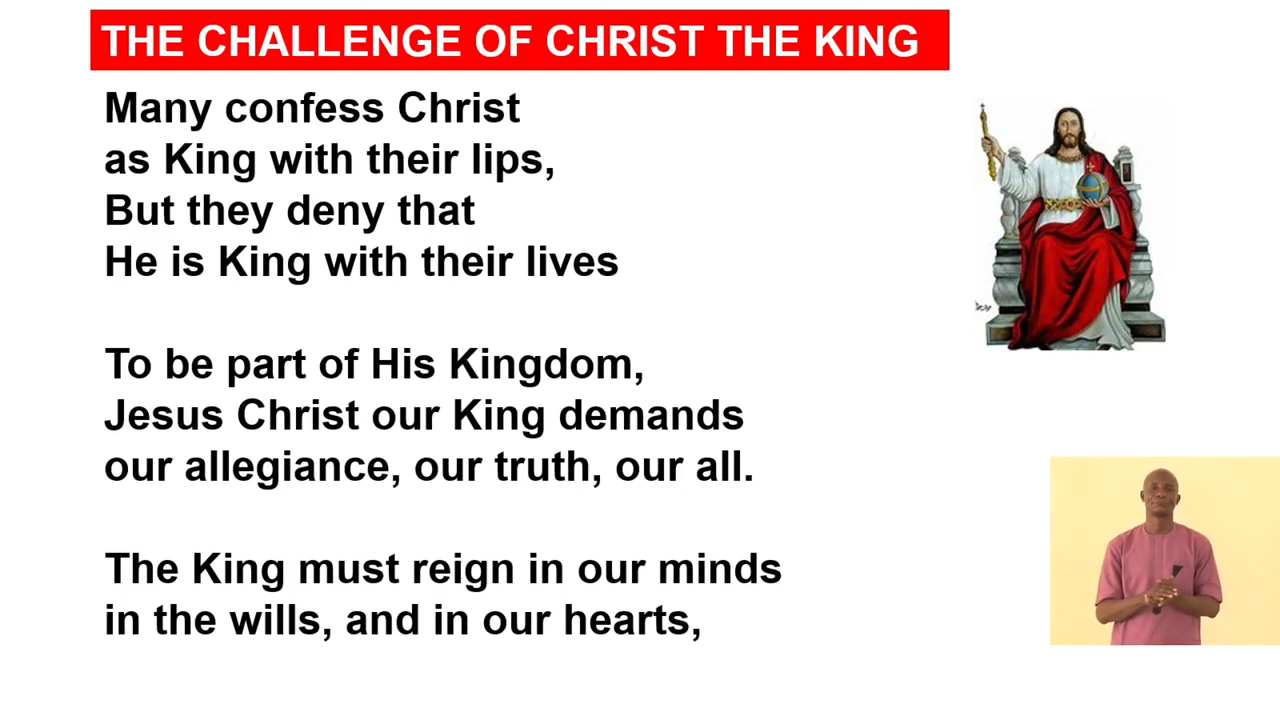 THE CHALLENGE OF CHRIST THE KING
Many confess Christ
as King with their lips,
But they deny that
He is King with their lives
To be part of His Kingdom,
Jesus Christ our King demands
our allegiance, our truth, our all.
The King must reign in our minds
in the wills, and in our hearts,